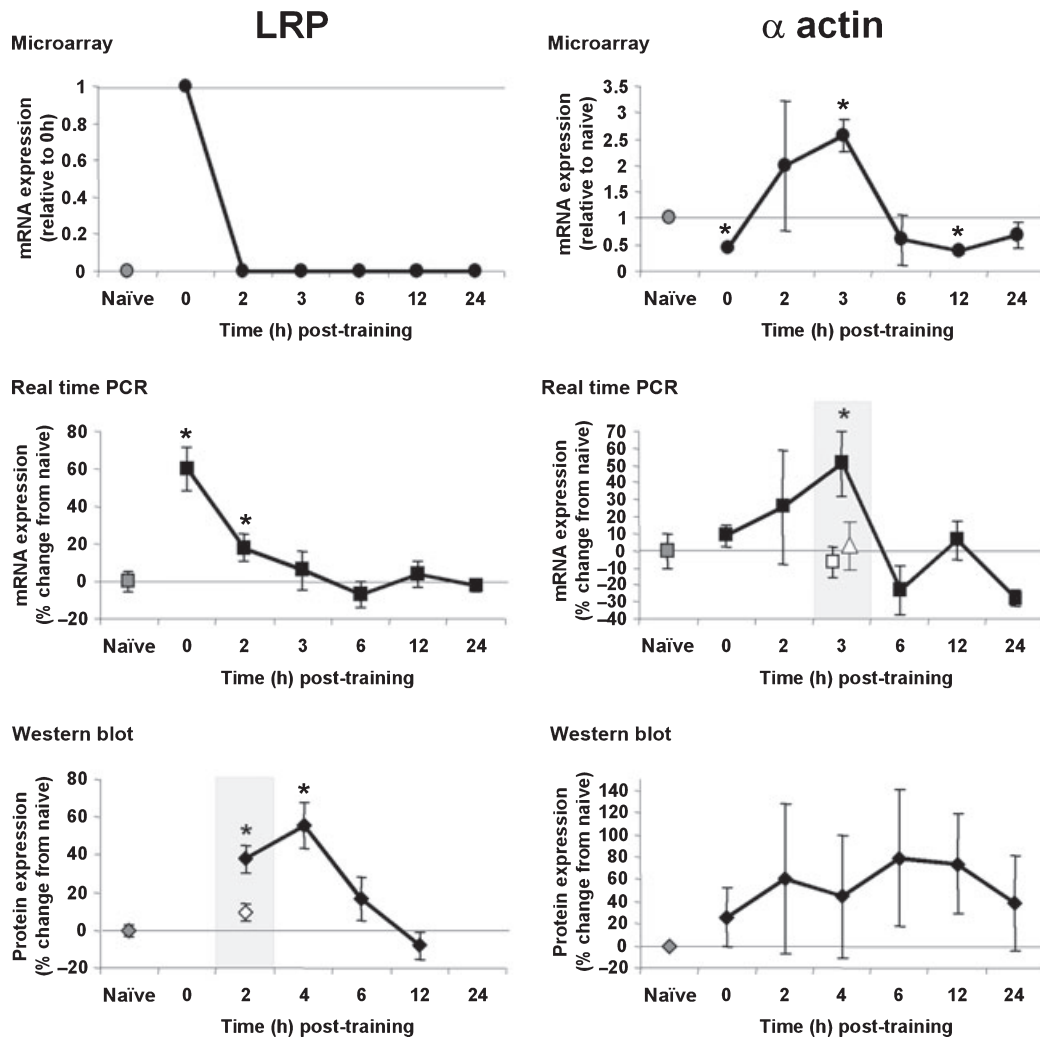 LRP
α actin
Microarray
Microarray
mRNA expression
(relative to 0h)
1
0.8
0.6
0.4
0.2
0
Naïve 0 2 3 6 12 24
Time (h) post-training
mRNA expression
(relative to naive)
3.5
3
2.5
2
1.5
1
0.5
0
*
*
*
Naïve 0 2 3 6 12 24
Time (h) post-training
Real time PCR
mRNA expression
(% change from naive)
80
60
40
20
0
–20
*
*
Naïve 0 2 3 6 12 24
Time (h) post-training
Real time PCR
mRNA expression
(% change from naive)
70
60
50
40
30
20
10
0
–10
–20
–30
–40
*
Naïve 0 2 3 6 12 24
Time (h) post-training
Western blot
Protein expression
(% change from naive)
80
60
40
20
0
–20
*
*
Naïve 0 2 4 6 12 24
Time (h) post-training
Western blot
Protein expression
(% change from naive)
140
120
100
80
60
40
20
0
–20
Naïve 0 2 4 6 12 24
Time (h) post-training